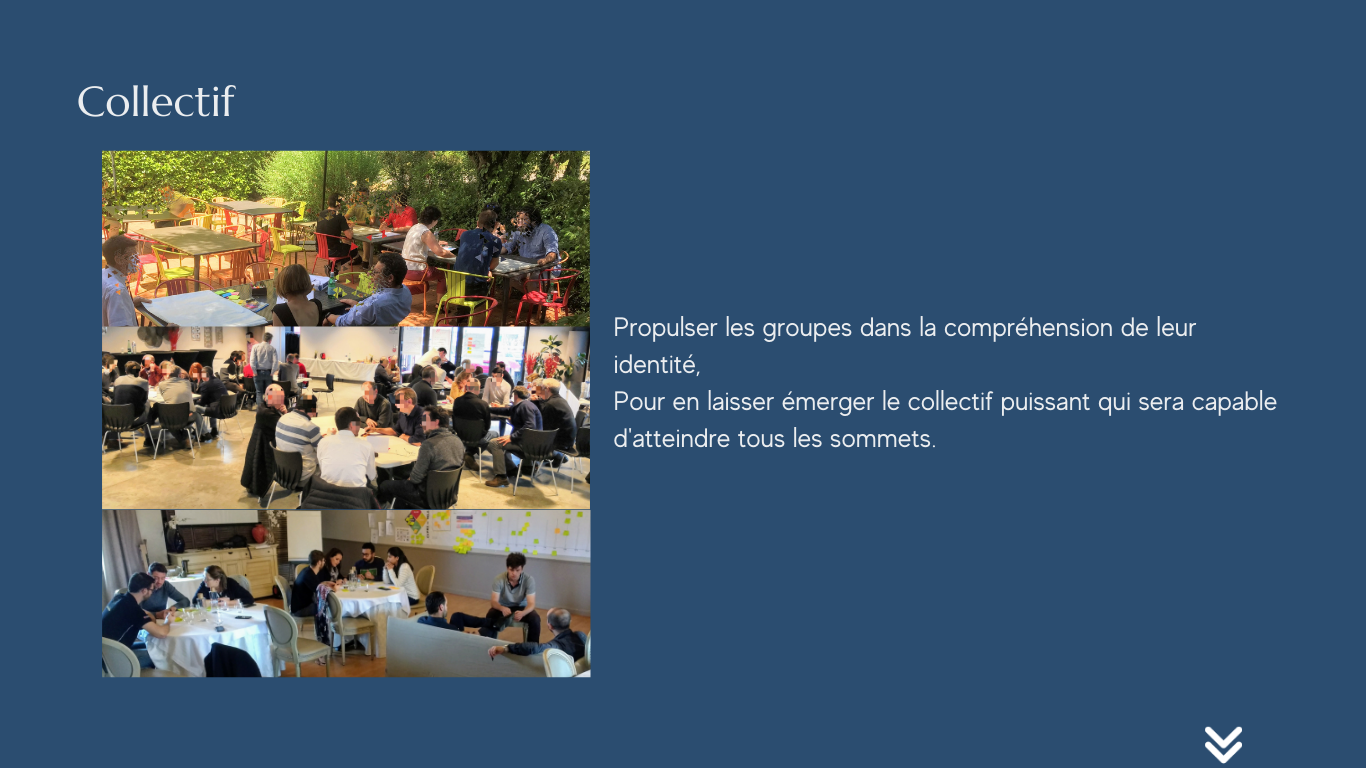 Collectif
Propulser les groupes dans la compréhension de leur
identité,
Pour en laisser émerger le collectif puissant qui sera capable
d'atteindre tous les sommets.